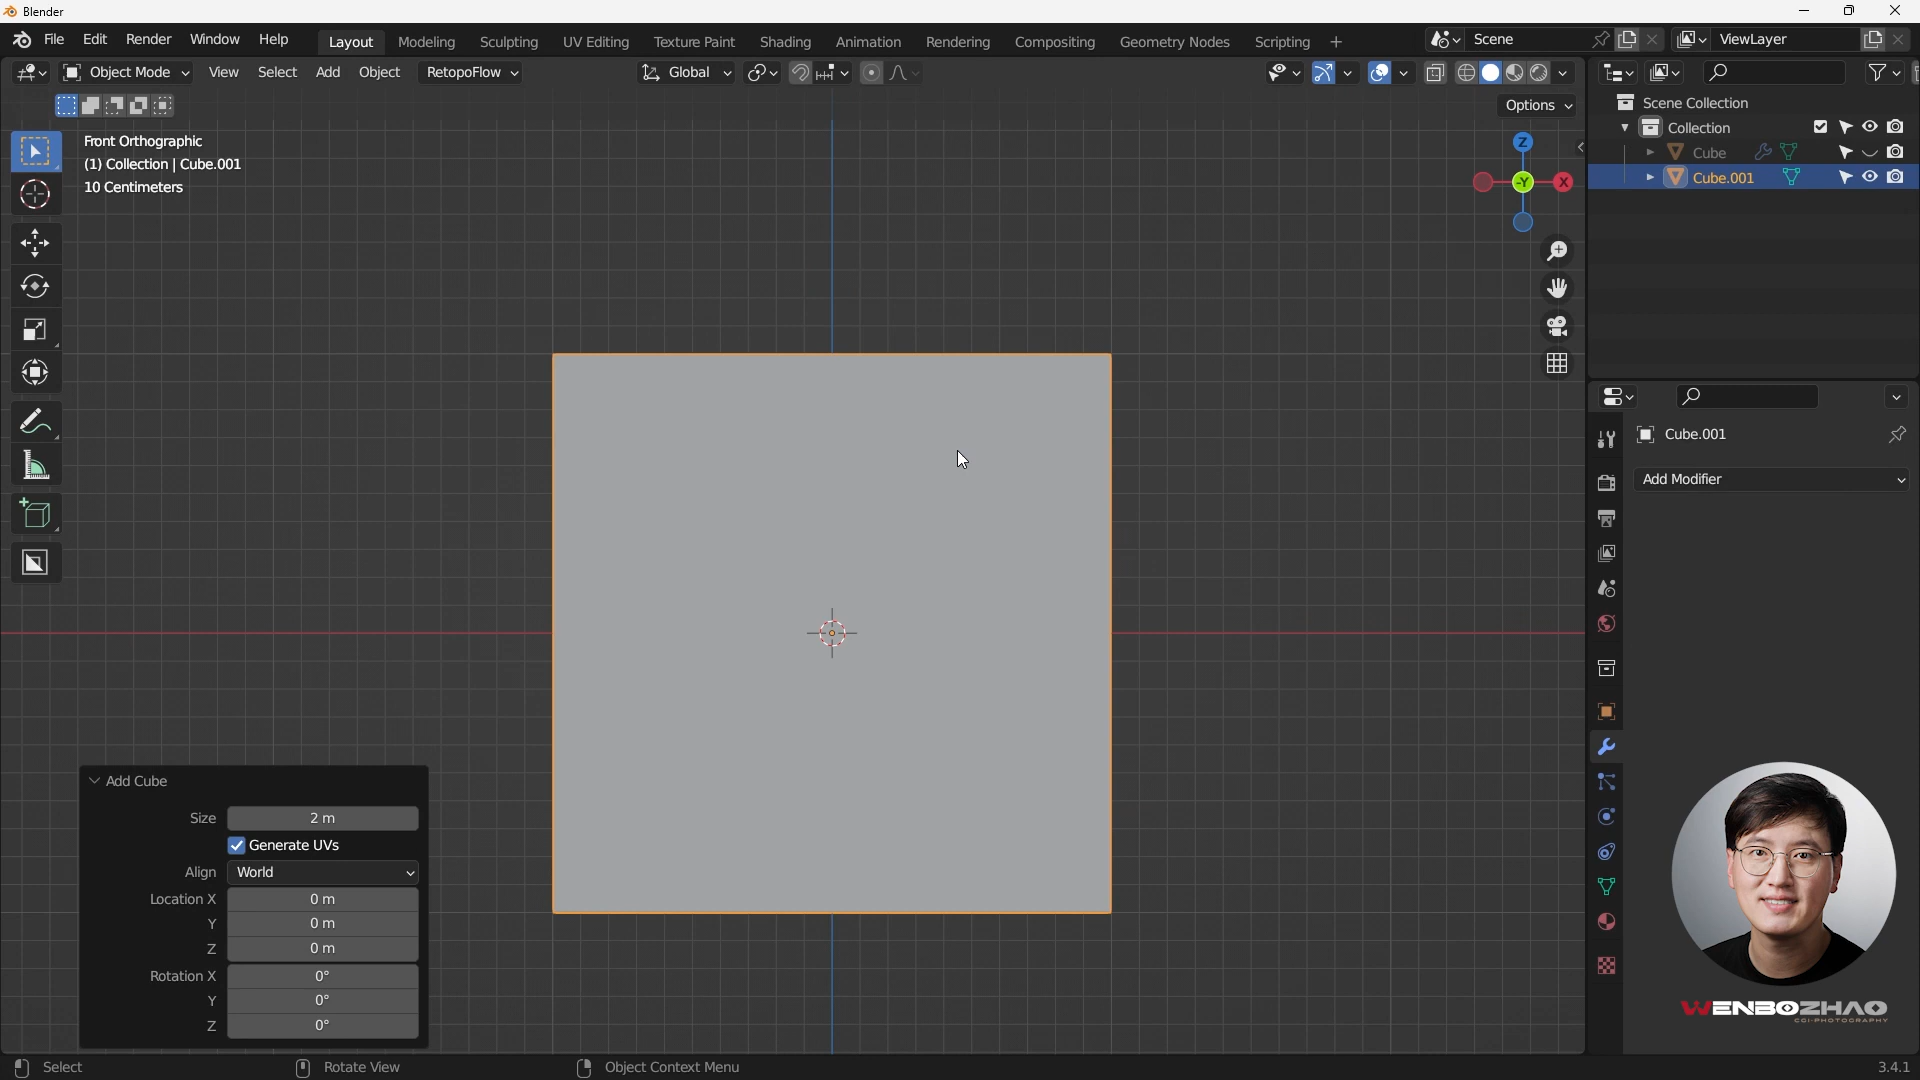 Blender
File Edit Render Window Help Layout Modeling Sculpting UV Editing Texture Paint Shading Animation Rendering Compositing Geometry Nodes Scripting + Scene ViewLayer
Object Mode View Select Add Object RetopoFlow Global
Options
Front Orthographic
(1) Collection | Cube.001
10 Centimeters
Z
-Y
X
Scene Collection
Collection
Cube
Cube.001
Cube.001
Add Modifier
Add Cube
Size 2 m
Generate UVs
Align World
Location X 0 m
Y 0 m
Z 0 m
Rotation X 0°
Y 0°
Z 0°
WENBOZHAO
CGI-PHOTOGRAPHY
Select Rotate View Object Context Menu 3.4.1